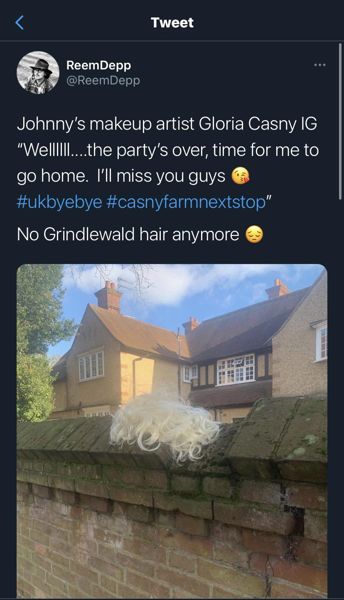 Tweet
ReemDepp
@ReemDepp
Johnny’s makeup artist Gloria Casny IG
“Wellllll....the party’s over, time for me to
go home.  I’ll miss you guys 😘
#ukbyebye #casnyfarmnextstop”
No Grindlewald hair anymore 😔